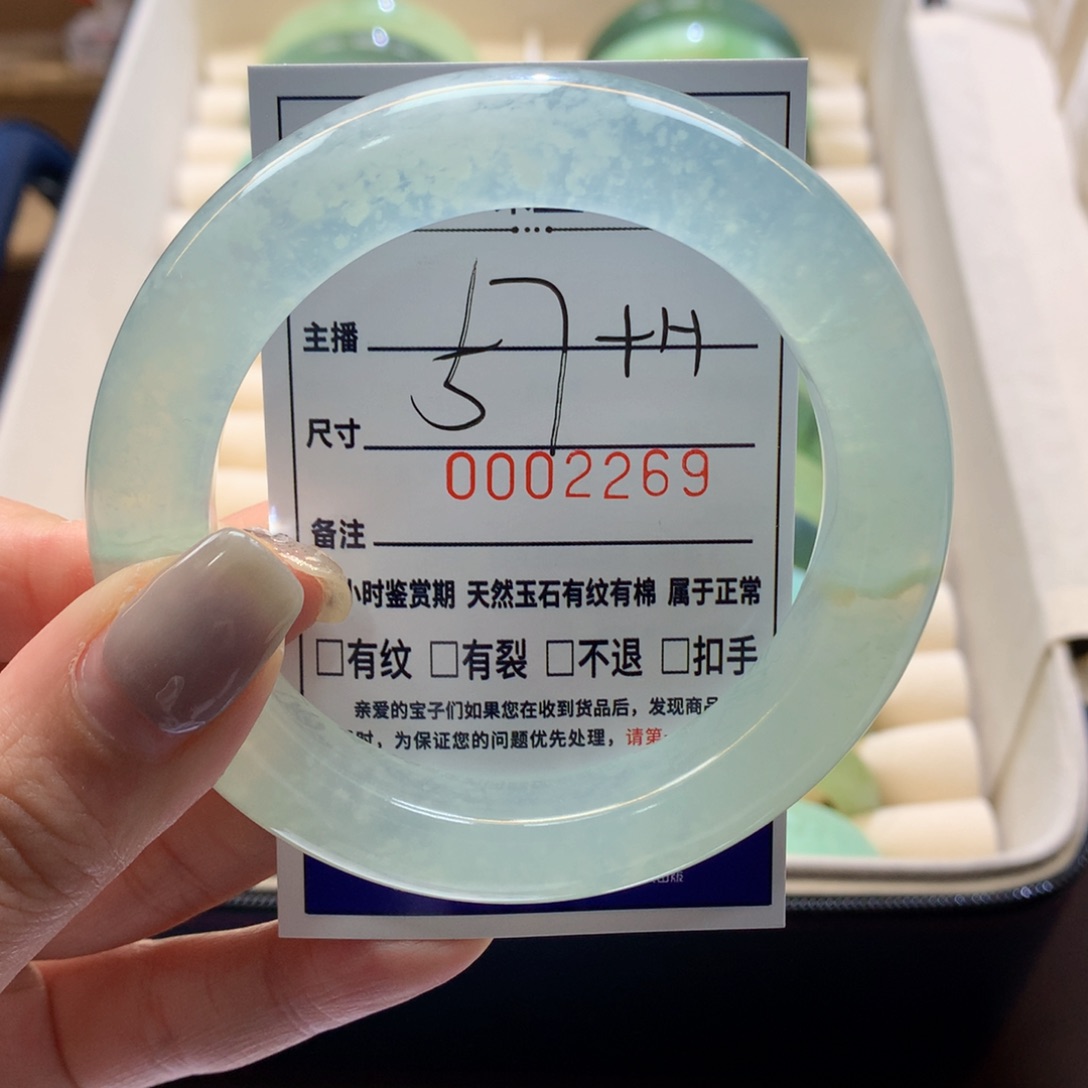 主播
57+H
尺寸
0002269
备注
小时鉴赏期 天然玉石有纹有棉 属于正常
□有纹 □有裂 □不退 □扣手
亲爱的宝子们如果您在收到货品后，发现商品
时，为保证您的问题优先处理，请第一